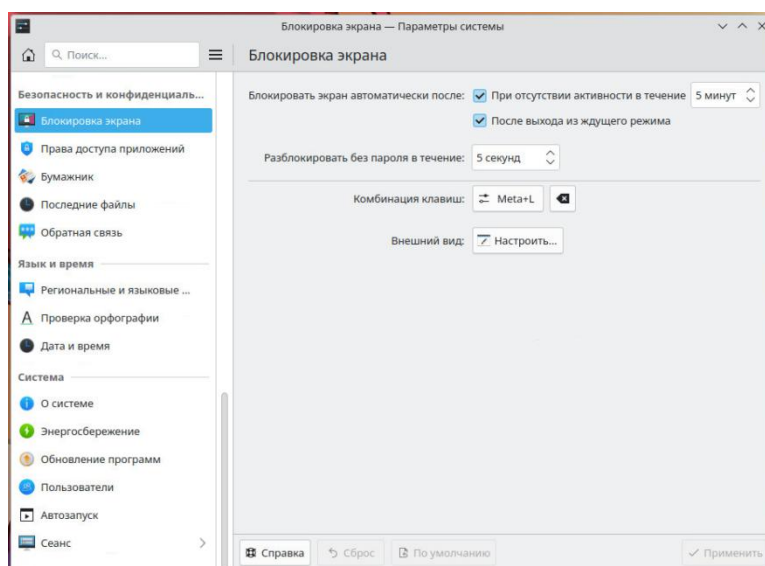 Блокировка экрана — Параметры системы
Поиск...
Блокировка экрана
Безопасность и конфиденциаль...
Блокировка экрана
Права доступа приложений
Бумажник
Последние файлы
Обратная связь
Язык и время
Региональные и языковые ...
Проверка орфографии
Дата и время
Система
О системе
Энергосбережение
Обновление программ
Пользователи
Автозапуск
Сеанс
Блокировать экран автоматически после: При отсутствии активности в течение 5 минут
После выхода из ждущего режима
Разблокировать без пароля в течение: 5 секунд
Комбинация клавиш: Meta+L
Внешний вид: Настроить...
Справка Сброс По умолчанию Применить